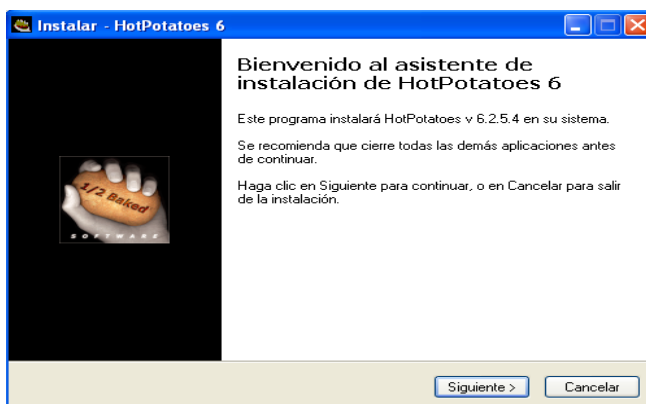 Instalar - HotPotatoes 6
Bienvenido al asistente de
instalación de HotPotatoes 6
Este programa instalará HotPotatoes v 6.2.5.4 en su sistema.
Se recomienda que cierre todas las demás aplicaciones antes
de continuar.
Haga clic en Siguiente para continuar, o en Cancelar para salir
de la instalación.
1/2 Baked
SOFTWARE
Siguiente >
Cancelar